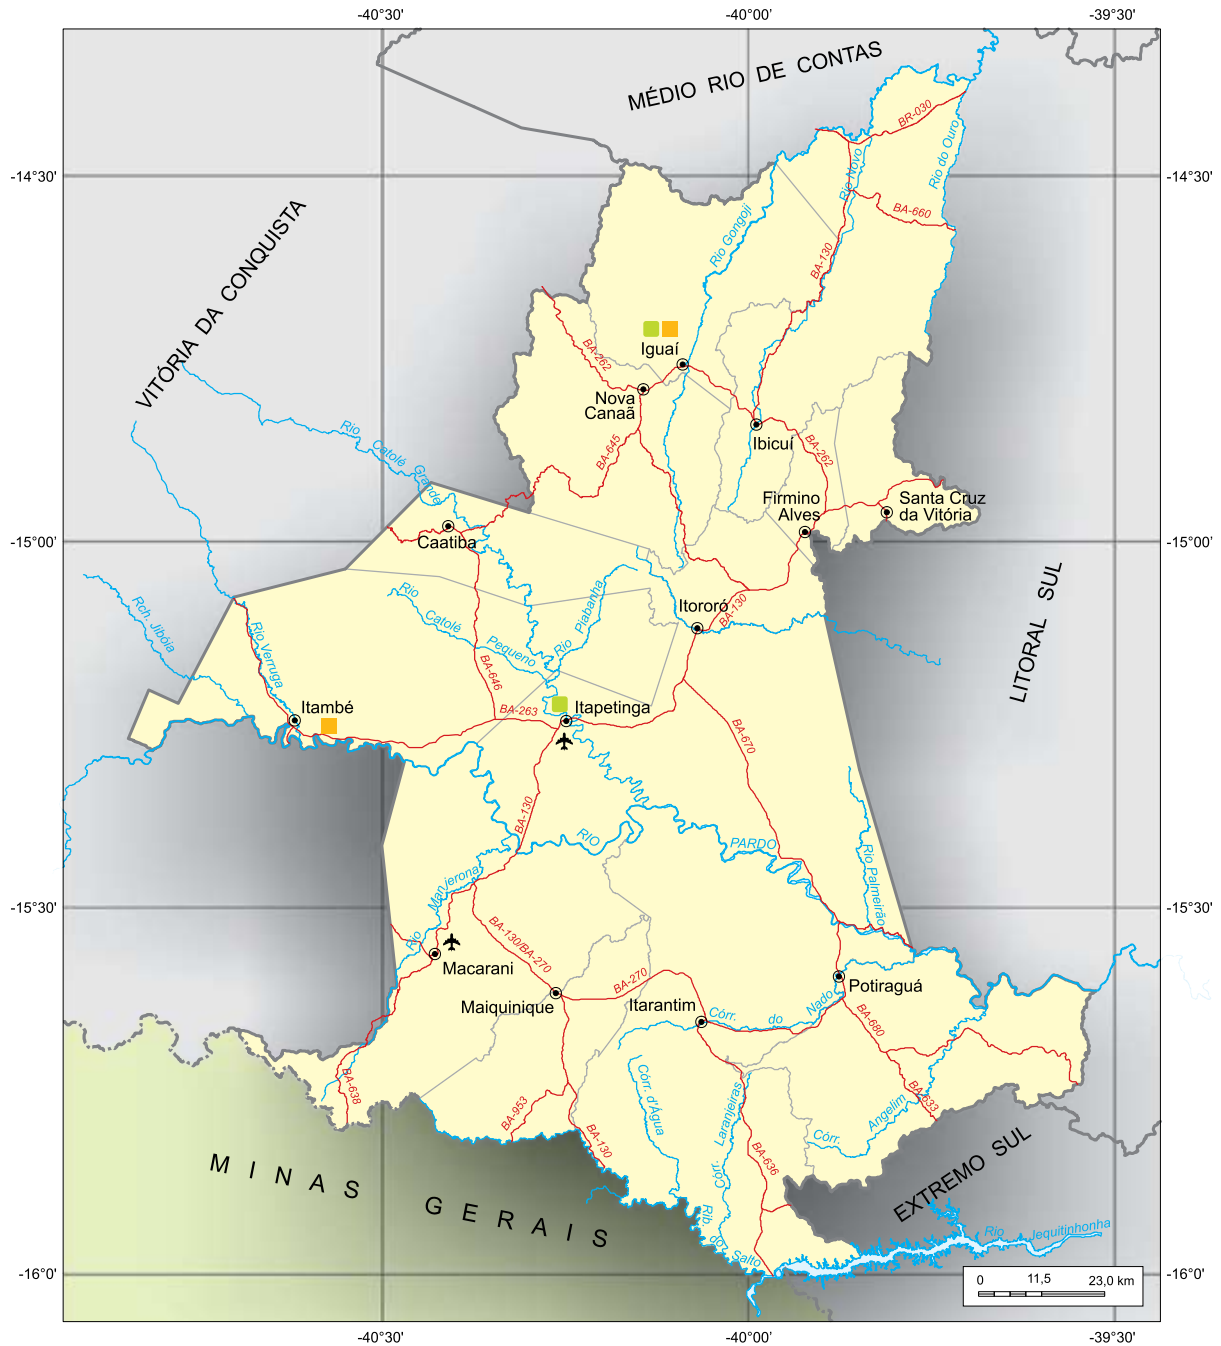 -40°30'
-40°00'
-39°30'
MÉDIO RIO DE CONTAS
BR-030
Rio do Ouro
Rio Novo
-14°30'
-14°30'
BA-660
VITÓRIA DA CONQUISTA
Rio Gongoji
BA-130
Iguaí
BA-262
Nova
Canaã
Ibicuí
BA-262
Rio Catolé Grande
BA-645
Firmino
Alves
Santa Cruz
da Vitória
Caatiba
-15°00'
-15°00'
LITORAL SUL
Rch. Jibóia
Rio Catolé Pequeno
Rio Piabanha
Itororó
BA-130
Rio Verruga
BA-646
Itambé
BA-263
Itapetinga
BA-670
BA-130
RIO PARDO
Rio Palmeirão
Rio Manjerona
-15°30'
-15°30'
BA-130/BA-270
Macarani
Maiquinique
BA-270
Itarantim
Potiraguá
Córr. do Nado
BA-680
BA-638
BA-953
BA-130
Córr. d'Água
Córr. Laranjeiras
BA-636
BA-633
Córr. Angelim
MINAS GERAIS
EXTREMO SUL
Rib. do Salto
Rio Jequitinhonha
-16°0'
-16°0'
0 11,5 23,0 km
-40°30'
-40°00'
-39°30'